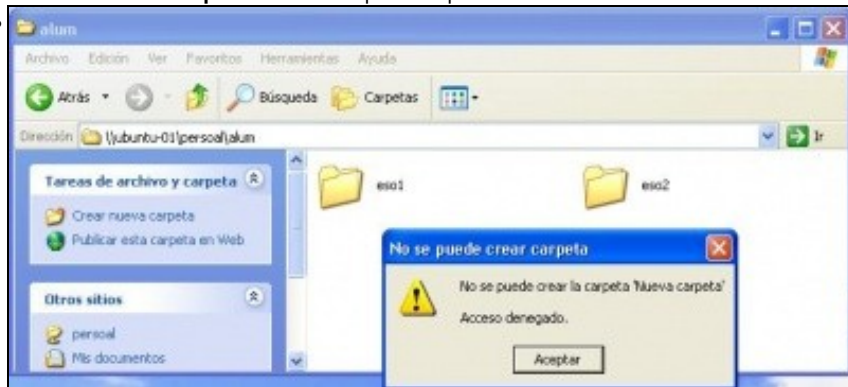 alum
Archivo Edición Ver Favoritos Herramientas Ayuda
Atrás Búsqueda Carpetas
Dirección \\ubuntu-01\persoal\alum Ir
Tareas de archivo y carpeta
eso1 eso2
Crear nueva carpeta
Publicar esta carpeta en Web
No se puede crear carpeta
No se puede crear la carpeta 'Nueva carpeta'
Otros sitios
Acceso denegado.
persoal
Mis documentos
Aceptar